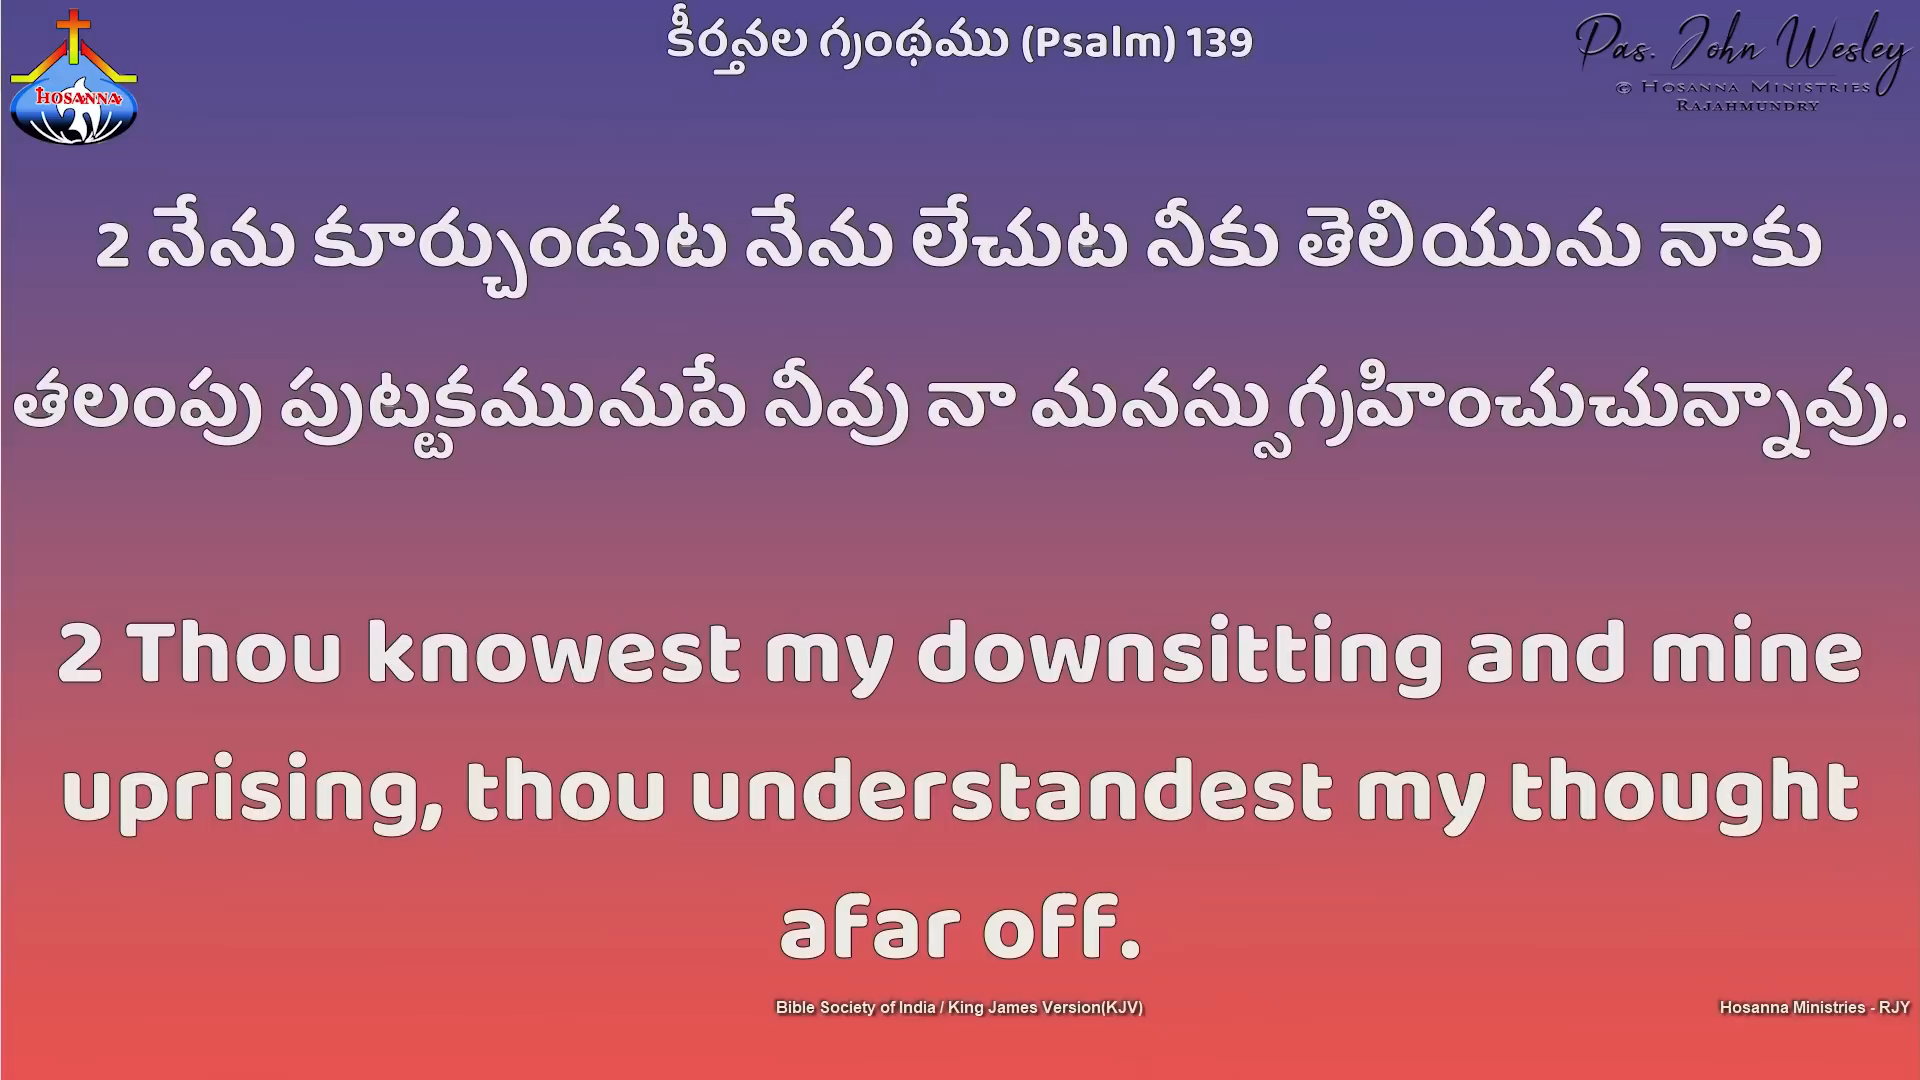 కీర్తనల గ్రంథము (Psalm) 139
HOSANNA
Pas. John Wesley
© HOSANNA MINISTRIES
RAJAHMUNDRY
2 నేను కూర్చుండుట నేను లేచుట నీకు తెలియును నాకు
తలంపు పుట్టకమునుపే నీవు నా మనస్సుగ్రహించుచున్నావు.
2 Thou knowest my downsitting and mine
uprising, thou understandest my thought
afar off.
Bible Society of India / King James Version(KJV)
Hosanna Ministries - RJY